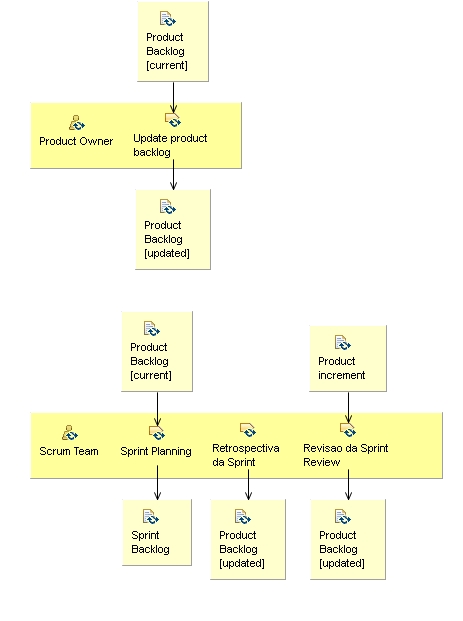 Product
Backlog
[current]
Product Owner
Update product
backlog
Product
Backlog
[updated]
Product
Backlog
[current]
Product
increment
Scrum Team
Sprint Planning
Retrospectiva
da Sprint
Revisao da Sprint
Review
Sprint
Backlog
Product
Backlog
[updated]
Product
Backlog
[updated]